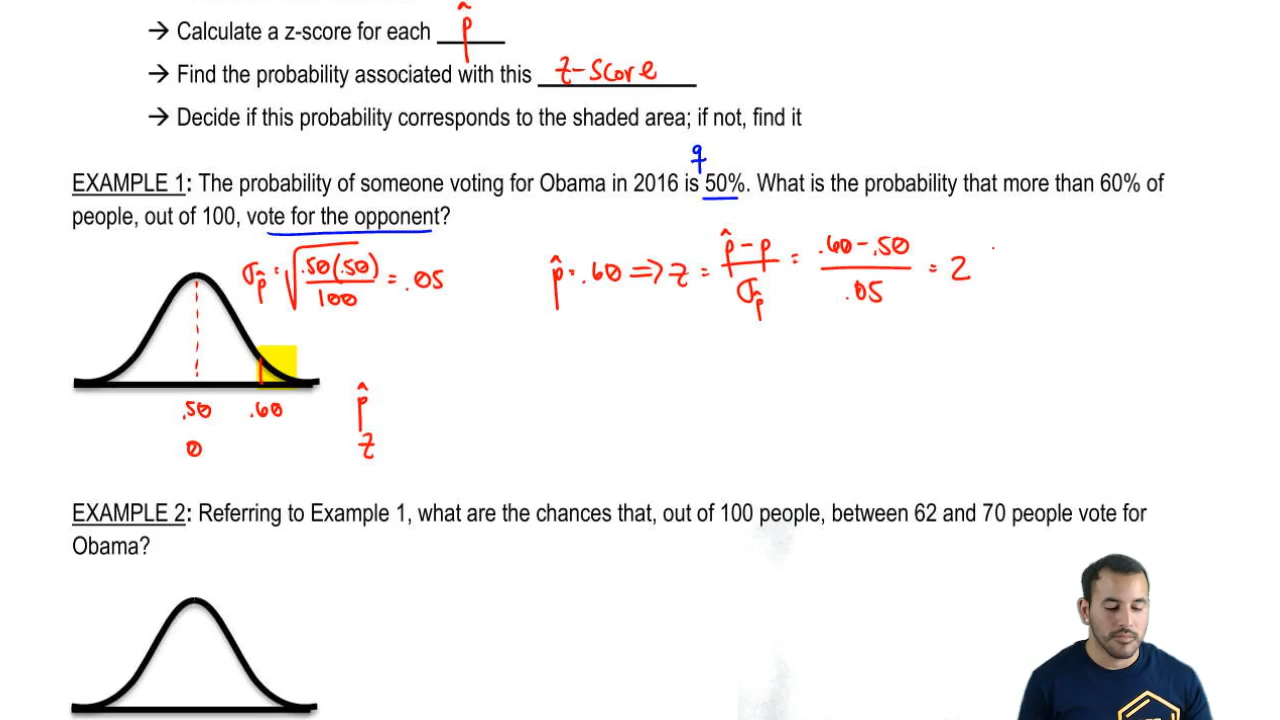 → Calculate a z-score for each p̂
→ Find the probability associated with this z-score
→ Decide if this probability corresponds to the shaded area; if not, find it
q
EXAMPLE 1: The probability of someone voting for Obama in 2016 is 50%. What is the probability that more than 60% of
people, out of 100, vote for the opponent?
σp̂ = √(.50(.50)/100) = .05
p̂ = .60 ⇒ z = (p̂ - p)/σp̂ = (.60 - .50)/.05 = 2
.50 .60 p̂
0 z
EXAMPLE 2: Referring to Example 1, what are the chances that, out of 100 people, between 62 and 70 people vote for
Obama?